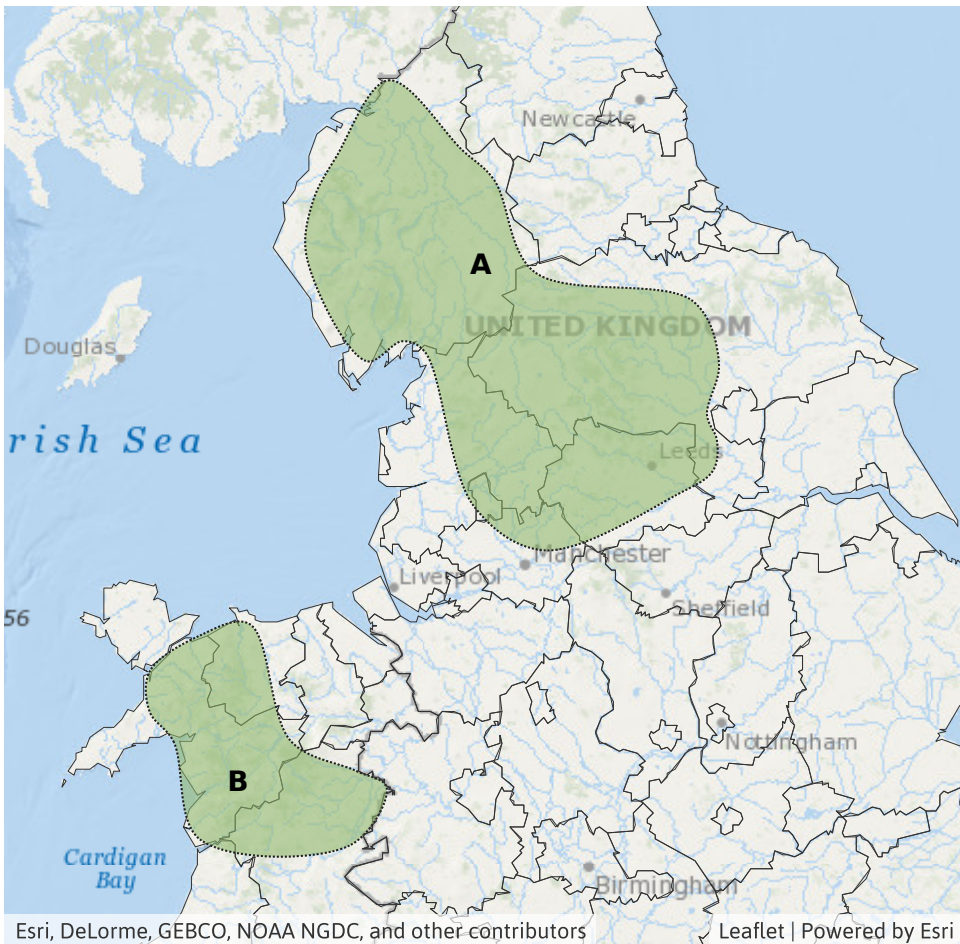 Newcastle
A
UNITED KINGDOM
Douglas
rish Sea
Leeds
Manchester
Liverpool
Sheffield
56
Nottingham
B
Cardigan
Bay
Birmingham
Esri, DeLorme, GEBCO, NOAA NGDC, and other contributors
Leaflet | Powered by Esri